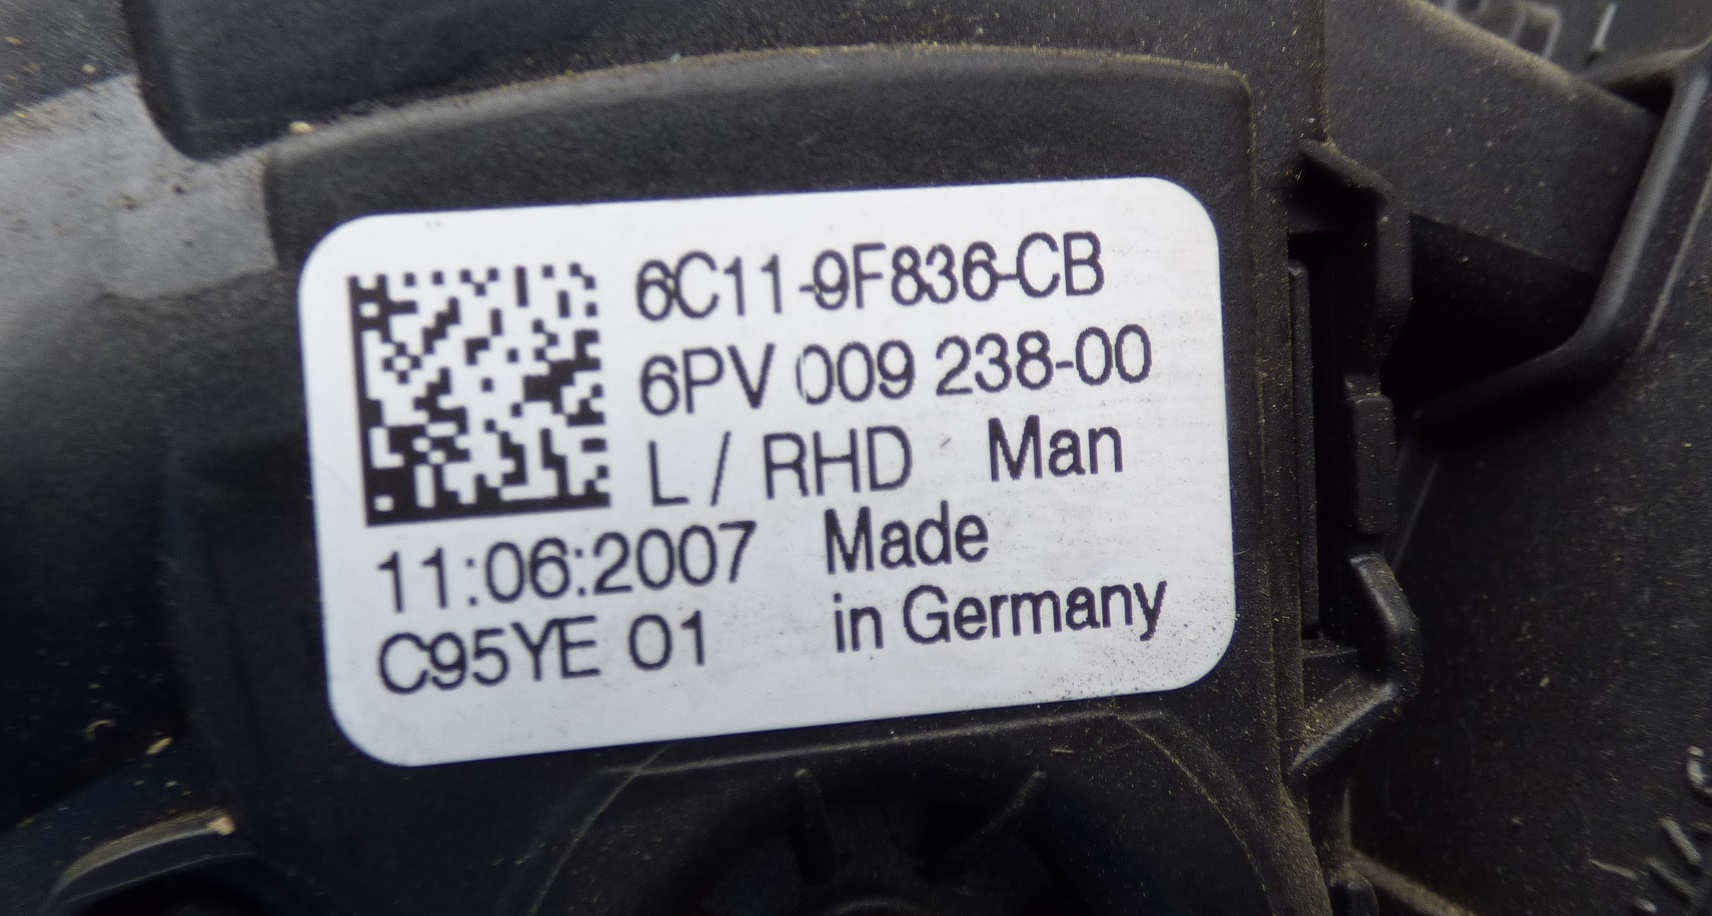 6C11-9F836-CB
6PV 009 238-00
L / RHD Man
11:06:2007 Made
C95YE 01 in Germany